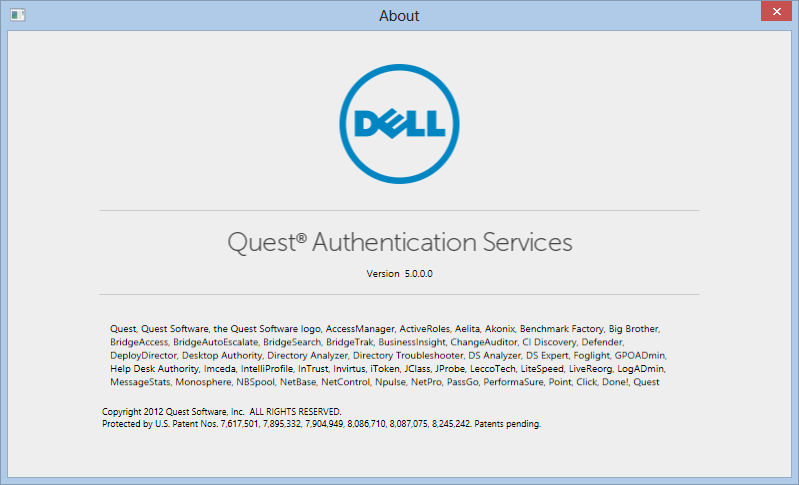 About
DELL
Quest® Authentication Services
Version 5.0.0.0
Quest, Quest Software, the Quest Software logo, AccessManager, ActiveRoles, Aelita, Akonix, Benchmark Factory, Big Brother,
BridgeAccess, BridgeAutoEscalate, BridgeSearch, BridgeTrak, BusinessInsight, ChangeAuditor, CI Discovery, Defender,
DeployDirector, Desktop Authority, Directory Analyzer, Directory Troubleshooter, DS Analyzer, DS Expert, Foglight, GPOADmin,
Help Desk Authority, Imceda, IntelliProfile, InTrust, Invirtus, iToken, JClass, JProbe, LeccoTech, LiteSpeed, LiveReorg, LogADmin,
MessageStats, Monosphere, NBSpool, NetBase, NetControl, Npulse, NetPro, PassGo, PerformaSure, Point, Click, Done!, Quest
Copyright 2012 Quest Software, Inc. ALL RIGHTS RESERVED.
Protected by U.S. Patent Nos. 7,617,501, 7,895,332, 7,904,949, 8,086,710, 8,087,075, 8,245,242. Patents pending.